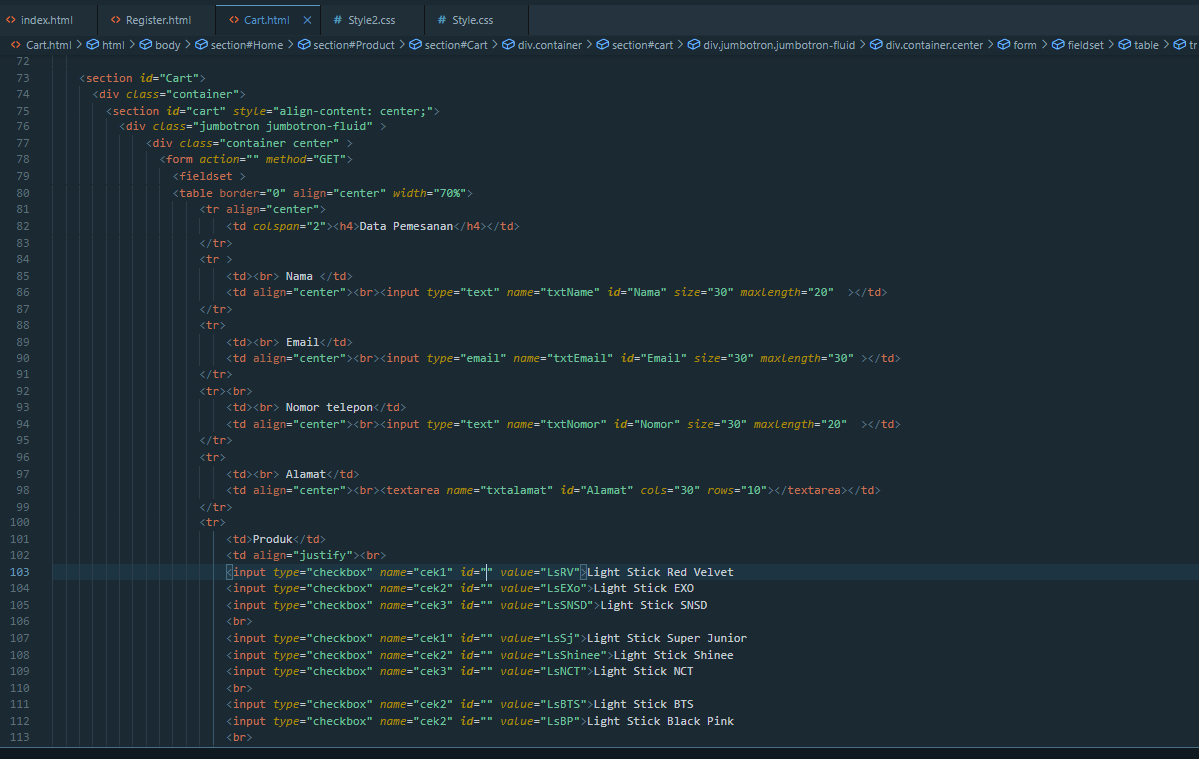 index.html Register.html Cart.html × # Style2.css # Style.css
Cart.html > html > body > section#Home > section#Product > section#Cart > div.container > section#cart > div.jumbotron.jumbotron-fluid > div.container.center > form > fieldset > table > tr
72
73 <section id="Cart">
74 <div class="container">
75 <section id="cart" style="align-content: center;">
76 <div class="jumbotron jumbotron-fluid" >
77 <div class="container center" >
78 <form action="" method="GET">
79 <fieldset >
80 <table border="0" align="center" width="70%">
81 <tr align="center">
82 <td colspan="2"><h4>Data Pemesanan</h4></td>
83 </tr>
84 <tr >
85 <td><br> Nama </td>
86 <td align="center"><br><input type="text" name="txtName" id="Nama" size="30" maxlength="20" ></td>
87 </tr>
88 <tr>
89 <td><br> Email</td>
90 <td align="center"><br><input type="email" name="txtEmail" id="Email" size="30" maxlength="30" ></td>
91 </tr>
92 <tr><br>
93 <td><br> Nomor telepon</td>
94 <td align="center"><br><input type="text" name="txtNomor" id="Nomor" size="30" maxlength="20" ></td>
95 </tr>
96 <tr>
97 <td><br> Alamat</td>
98 <td align="center"><br><textarea name="txtalamat" id="Alamat" cols="30" rows="10"></textarea></td>
99 </tr>
100 <tr>
101 <td>Produk</td>
102 <td align="justify"><br>
103 <input type="checkbox" name="cek1" id="" value="LsRV">Light Stick Red Velvet
104 <input type="checkbox" name="cek2" id="" value="LsEXo">Light Stick EXO
105 <input type="checkbox" name="cek3" id="" value="LsSNSD">Light Stick SNSD
106 <br>
107 <input type="checkbox" name="cek1" id="" value="LsSj">Light Stick Super Junior
108 <input type="checkbox" name="cek2" id="" value="LsShinee">Light Stick Shinee
109 <input type="checkbox" name="cek3" id="" value="LsNCT">Light Stick NCT
110 <br>
111 <input type="checkbox" name="cek2" id="" value="LsBTS">Light Stick BTS
112 <input type="checkbox" name="cek2" id="" value="LsBP">Light Stick Black Pink
113 <br>